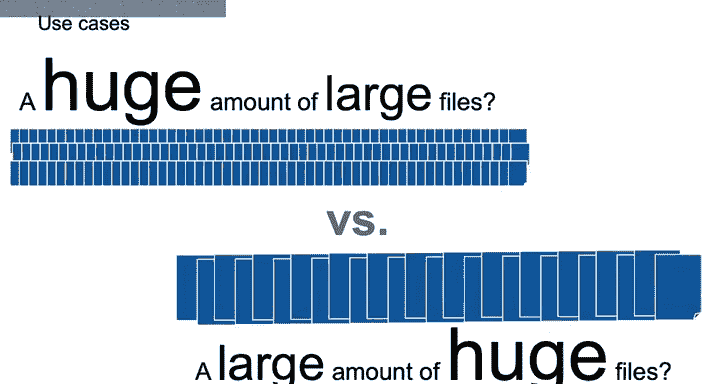 Use cases
A huge amount of large files?
vs.
A large amount of huge files?